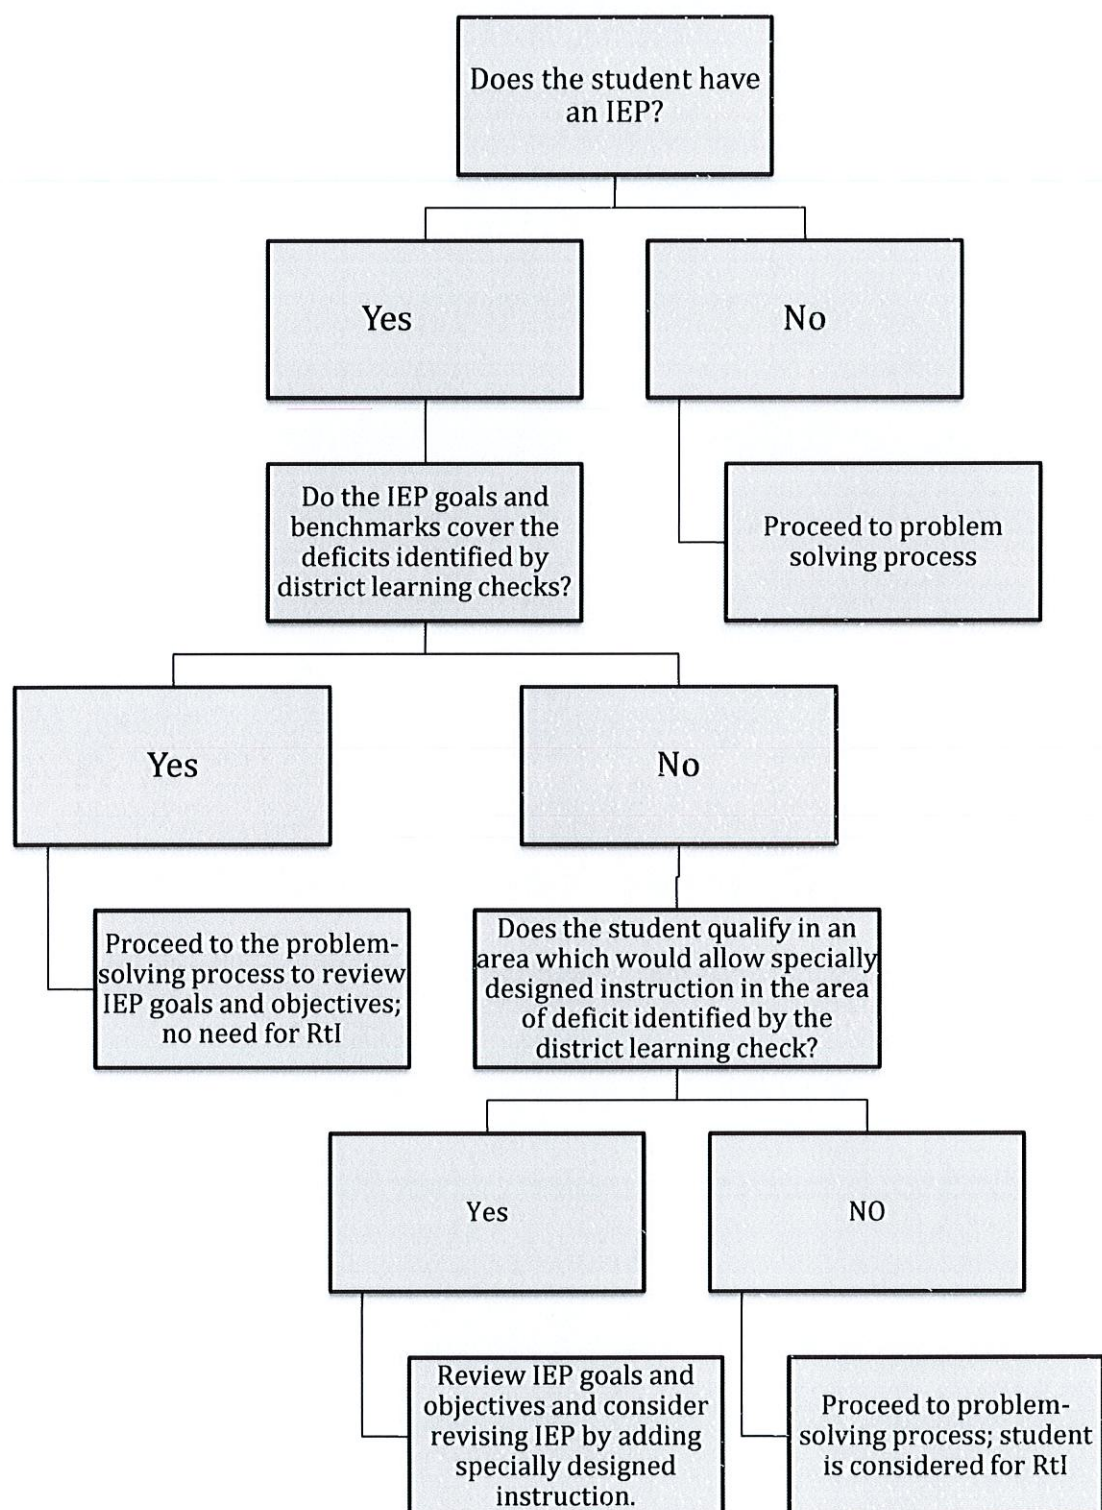 Does the student have
an IEP?
Yes
No
Do the IEP goals and
benchmarks cover the
deficits identified by
district learning checks?
Proceed to problem
solving process
Yes
No
Proceed to the problem-
solving process to review
IEP goals and objectives;
no need for RtI
Does the student qualify in an
area which would allow specially
designed instruction in the area
of deficit identified by the
district learning check?
Yes
NO
Review IEP goals and
objectives and consider
revising IEP by adding
specially designed
instruction.
Proceed to problem-
solving process; student
is considered for RtI